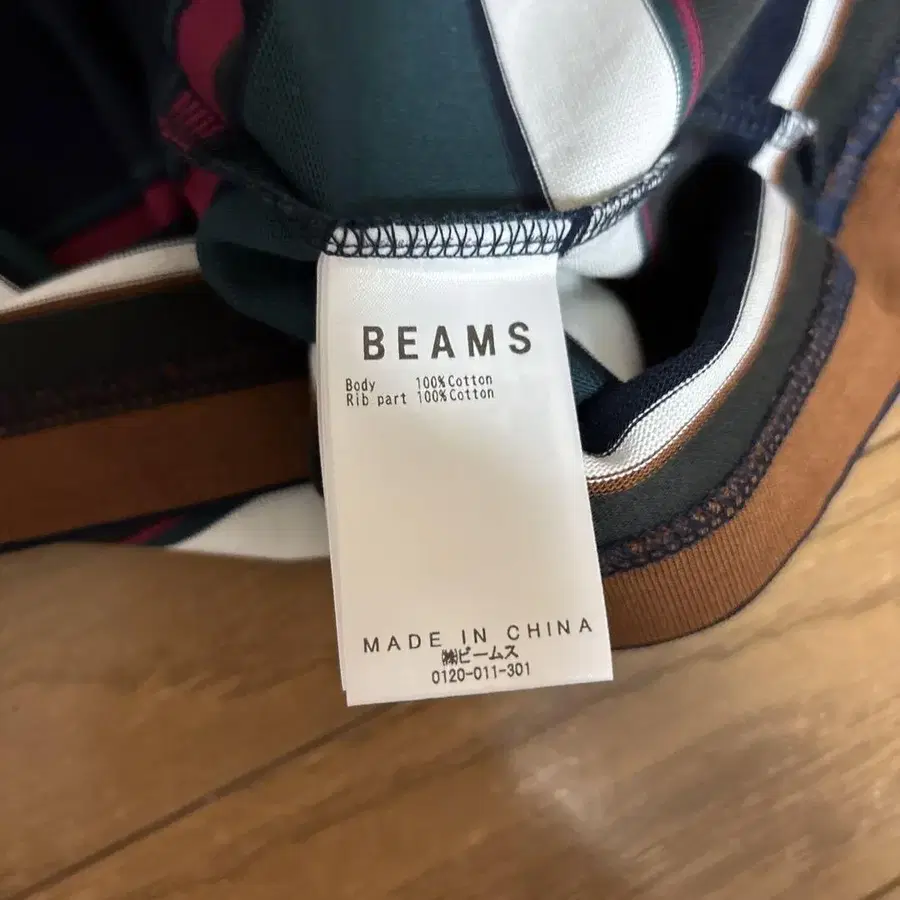 BEAMS
Body 100%Cotton
Rib part 100%Cotton
MADE IN CHINA
㈱ビームス
0120-011-301